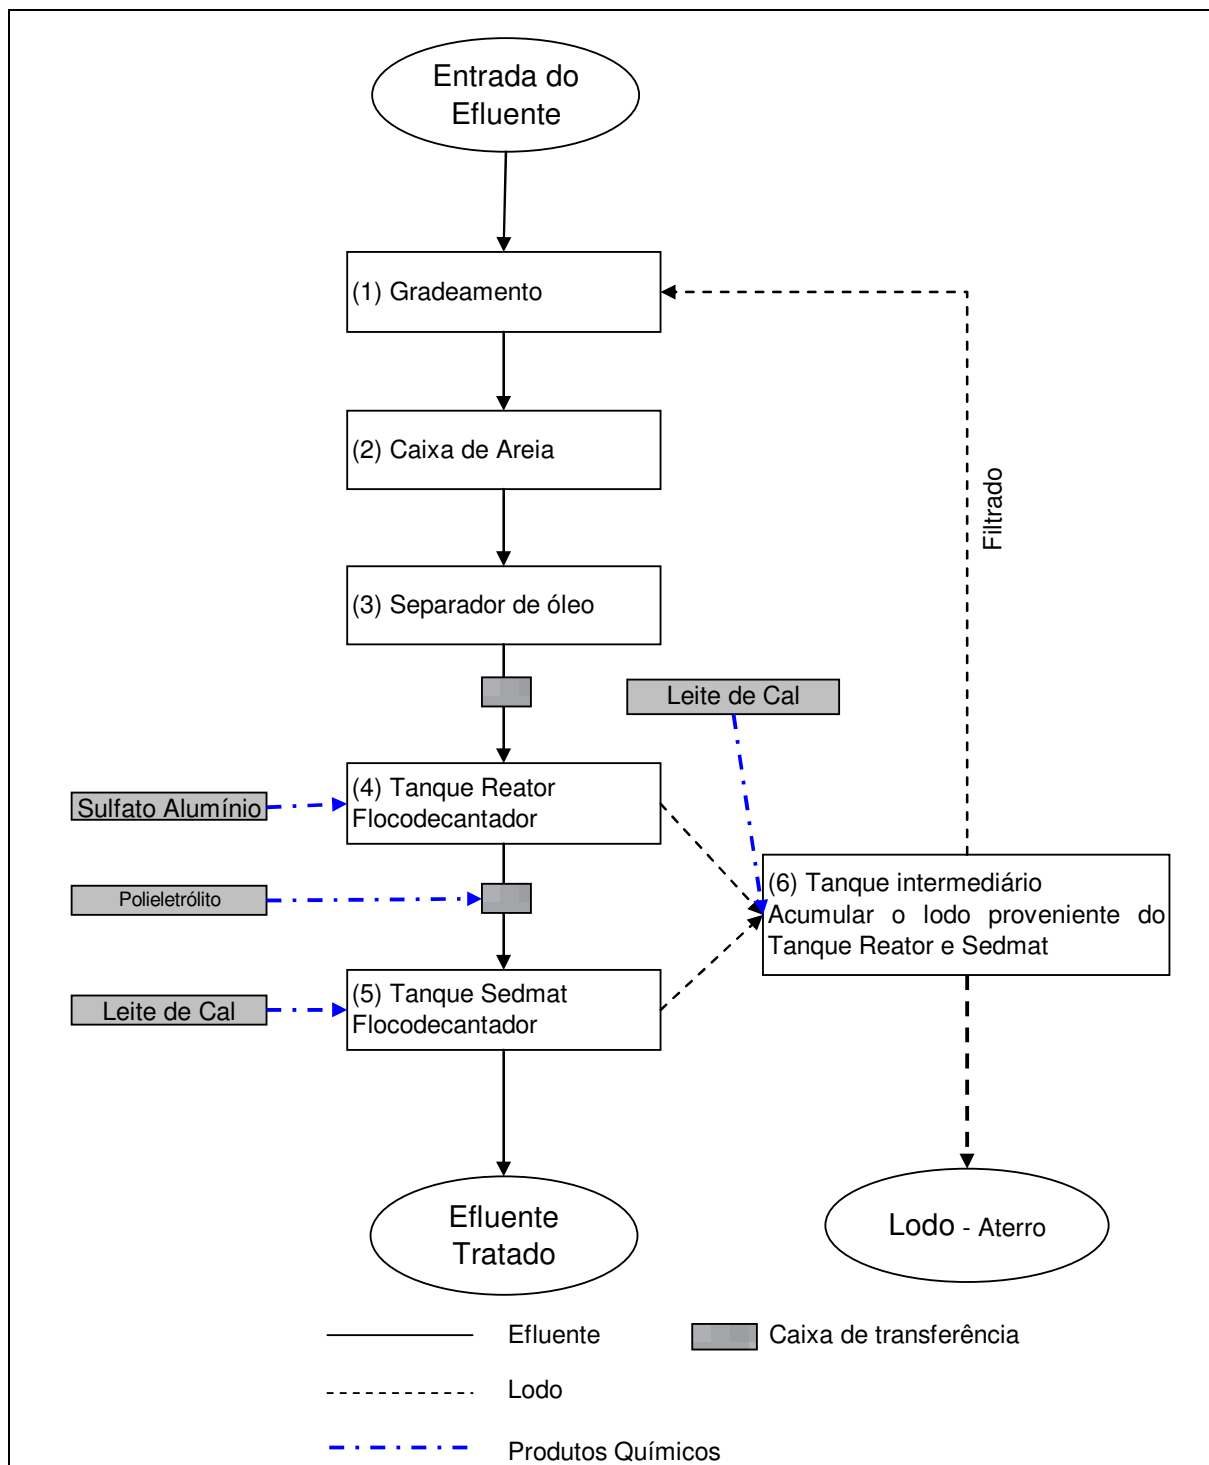 Entrada do
Efluente
(1) Gradeamento
(2) Caixa de Areia
Filtrado
(3) Separador de óleo
Leite de Cal
(4) Tanque Reator
Flocodecantador
Sulfato Alumínio
Polieletrólito
(6) Tanque intermediário
Acumular o lodo proveniente do
Tanque Reator e Sedmat
(5) Tanque Sedmat
Flocodecantador
Leite de Cal
Efluente
Tratado
Lodo - Aterro
Efluente
Caixa de transferência
Lodo
Produtos Químicos